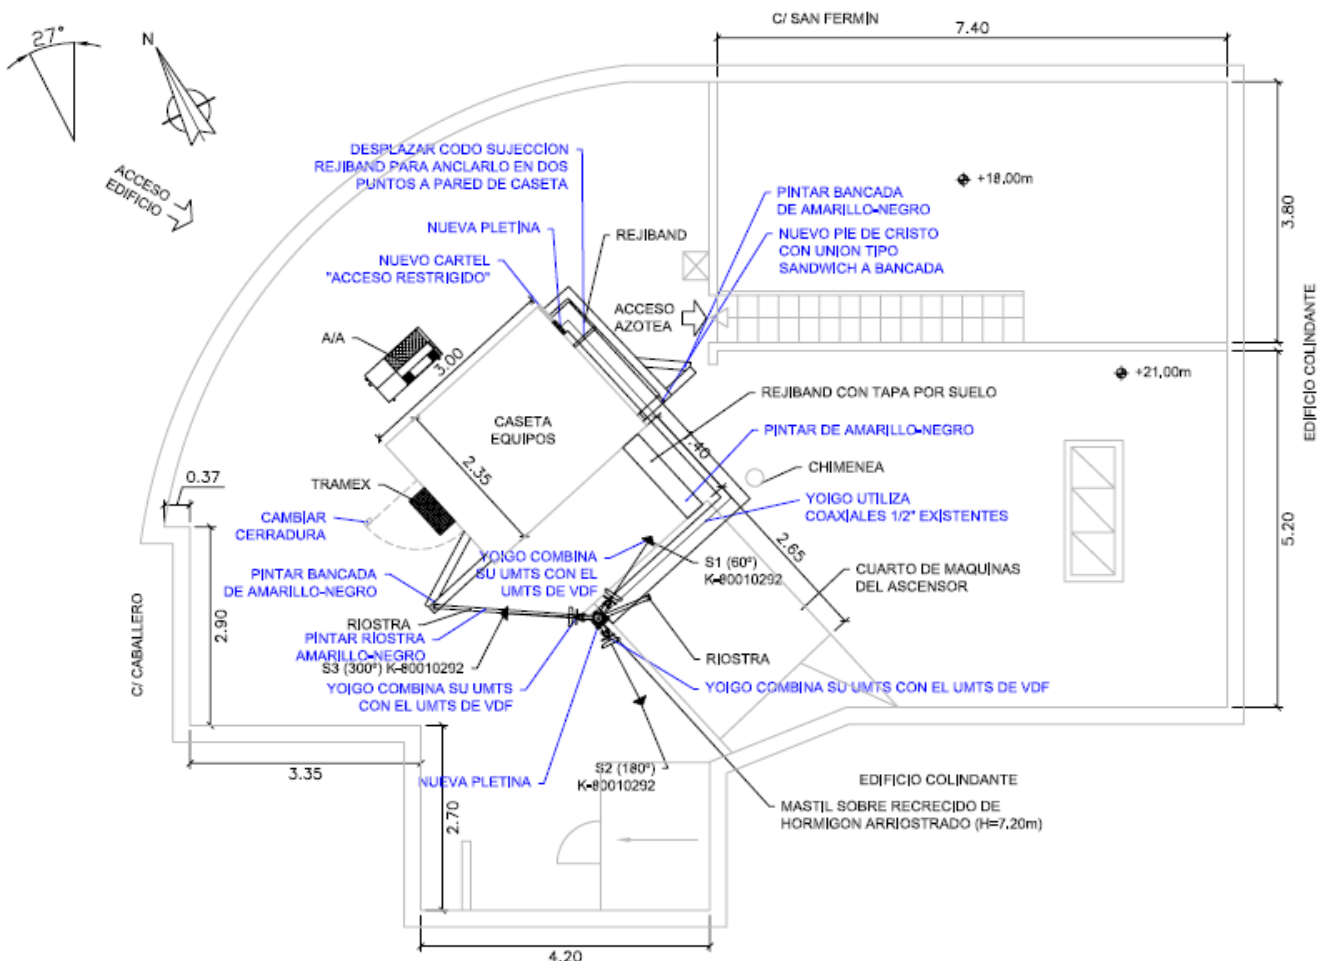 C/ SAN FERMIN
7.40
27°
N
ACCESO
EDIFICIO
DESPLAZAR CODO SUJECCION
REJIBAND PARA ANCLARLO EN DOS
PUNTOS A PARED DE CASETA
+18,00m
PINTAR BANCADA
DE AMARILLO-NEGRO
3.80
NUEVA PLETINA
REJIBAND
NUEVO PIE DE CRISTO
CON UNION TIPO
SANDWICH A BANCADA
NUEVO CARTEL
"ACCESO RESTRIGIDO"
ACCESO
AZOTEA
A/A
3.00
EDIFICIO COLINDANTE
+21,00m
REJIBAND CON TAPA POR SUELO
CASETA
EQUIPOS
PINTAR DE AMARILLO-NEGRO
.40
2.35
CHIMENEA
0.37
TRAMEX
YOIGO UTILIZA
COAXIALES 1/2" EXISTENTES
CAMBIAR
CERRADURA
5.20
2.65
YOIGO COMBINA
SU UMTS CON EL
UMTS DE VDF
S1 (60º)
K-80010292
CUARTO DE MAQUINAS
DEL ASCENSOR
PINTAR BANCADA
DE AMARILLO-NEGRO
2.90
RIOSTRA
PINTAR RIOSTRA
AMARILLO-NEGRO
C/ CABALLERO
S3 (300º) K-80010292
RIOSTRA
YOIGO COMBINA SU UMTS
CON EL UMTS DE VDF
YOIGO COMBINA SU UMTS CON EL UMTS DE VDF
3.35
S2 (180º)
K-80010292
NUEVA PLETINA
EDIFICIO COLINDANTE
2.70
MASTIL SOBRE RECRECIDO DE
HORMIGON ARRIOSTRADO (H=7.20m)
4.20